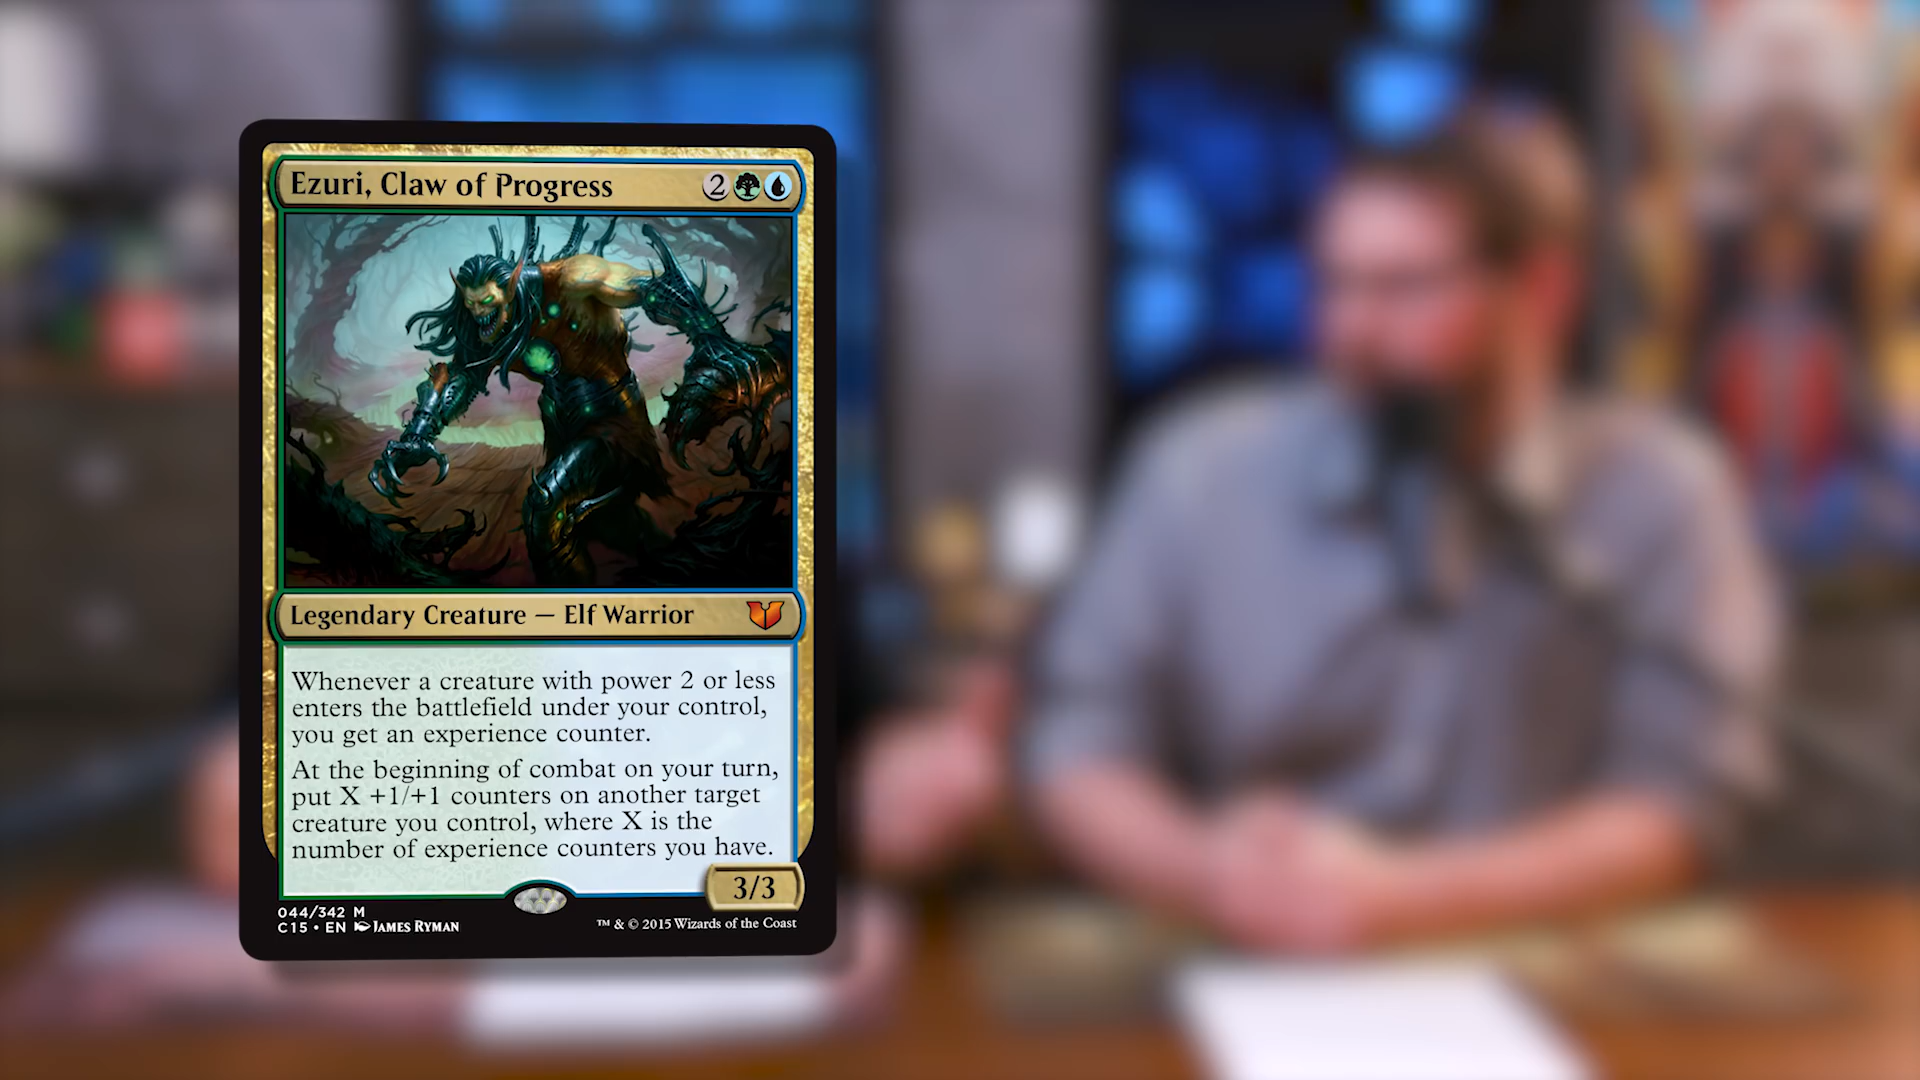 Ezuri, Claw of Progress 2
Legendary Creature — Elf Warrior
Whenever a creature with power 2 or less
enters the battlefield under your control,
you get an experience counter.
At the beginning of combat on your turn,
put X +1/+1 counters on another target
creature you control, where X is the
number of experience counters you have.
3/3
044/342 M
C15 • EN JAMES RYMAN
™ & © 2015 Wizards of the Coast